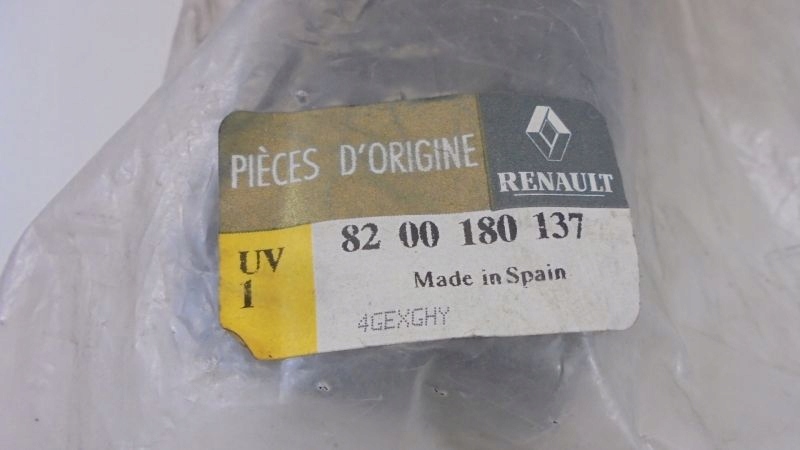 PIÈCES D'ORIGINE
RENAULT
UV
1
82 00 180 137
Made in Spain
4GEXGHY